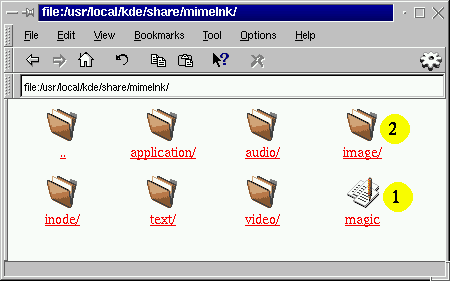 file:/usr/local/kde/share/mimelnk/
File Edit View Bookmarks Tool Options Help
?
file:/usr/local/kde/share/mimelnk/
2
.. application/ audio/ image/
1
inode/ text/ video/ magic